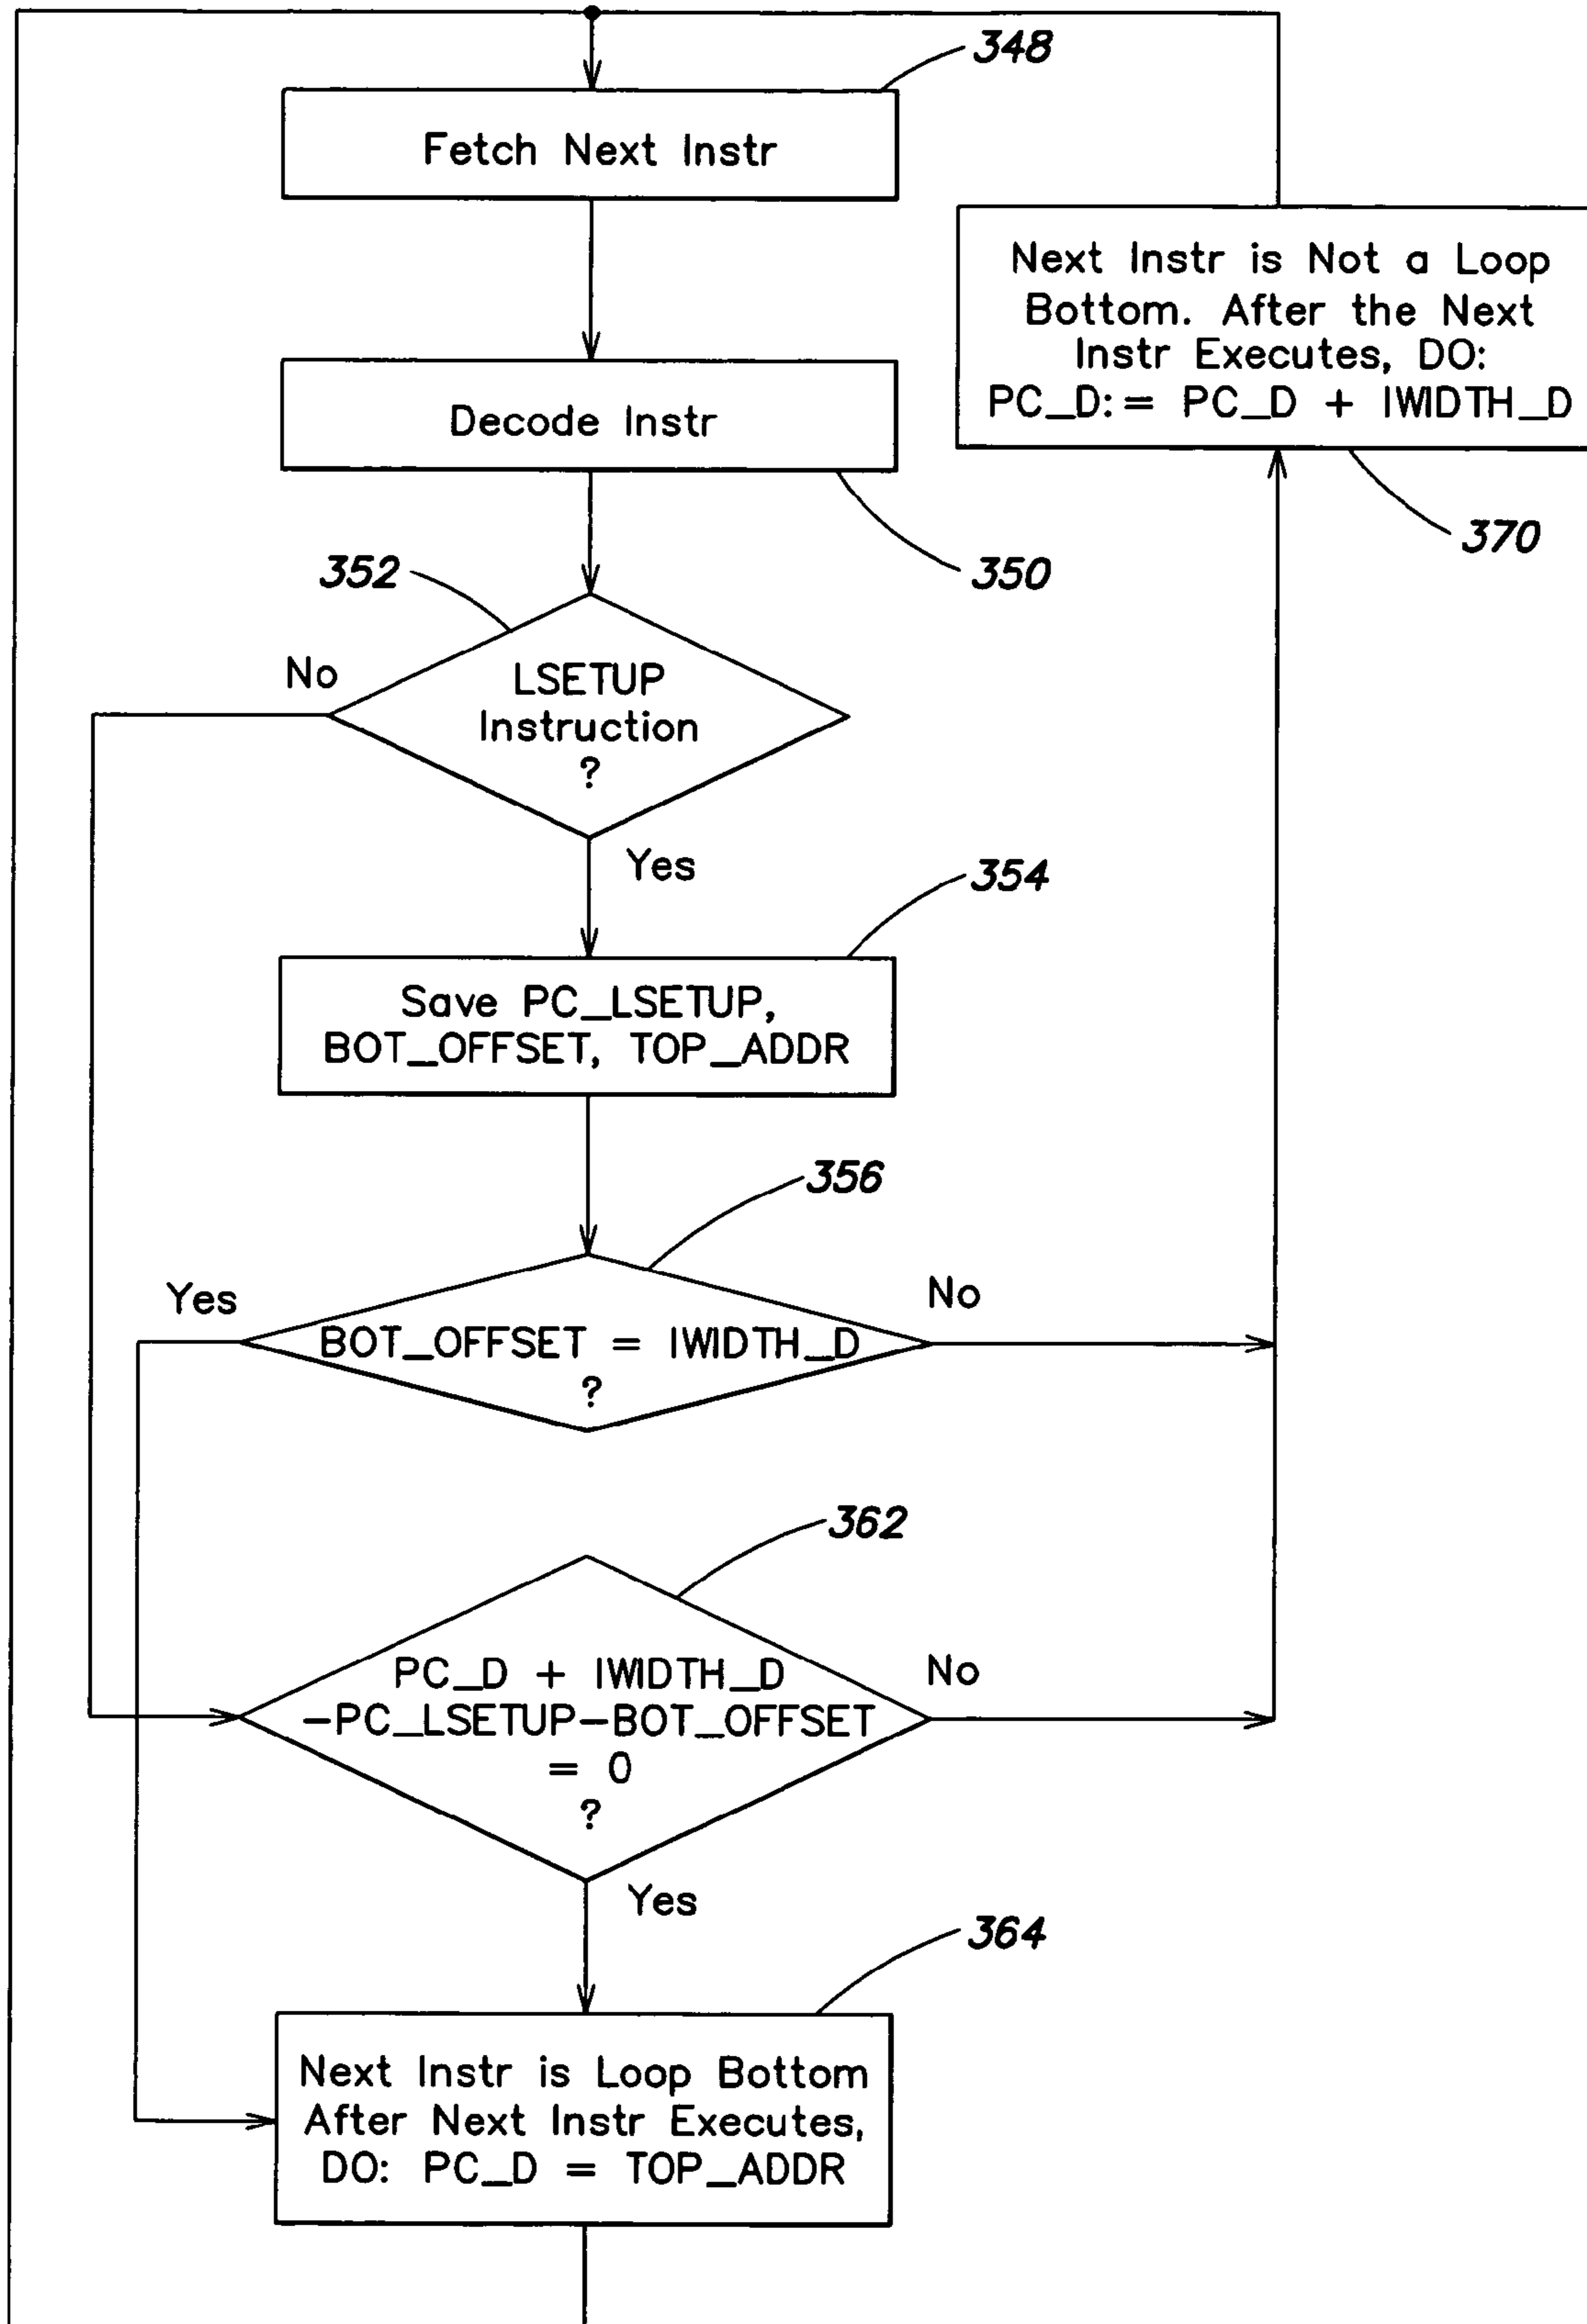 348
Fetch Next Instr
Next Instr is Not a Loop
Bottom. After the Next
Instr Executes, DO:
PC_D:= PC_D + IWIDTH_D
370
Decode Instr
350
352
No
LSETUP
Instruction
?
Yes
354
Save PC_LSETUP,
BOT_OFFSET, TOP_ADDR
356
Yes
No
BOT_OFFSET = IWIDTH_D
?
362
No
PC_D + IWIDTH_D
-PC_LSETUP-BOT_OFFSET
= 0
?
Yes
364
Next Instr is Loop Bottom
After Next Instr Executes,
DO: PC_D = TOP_ADDR